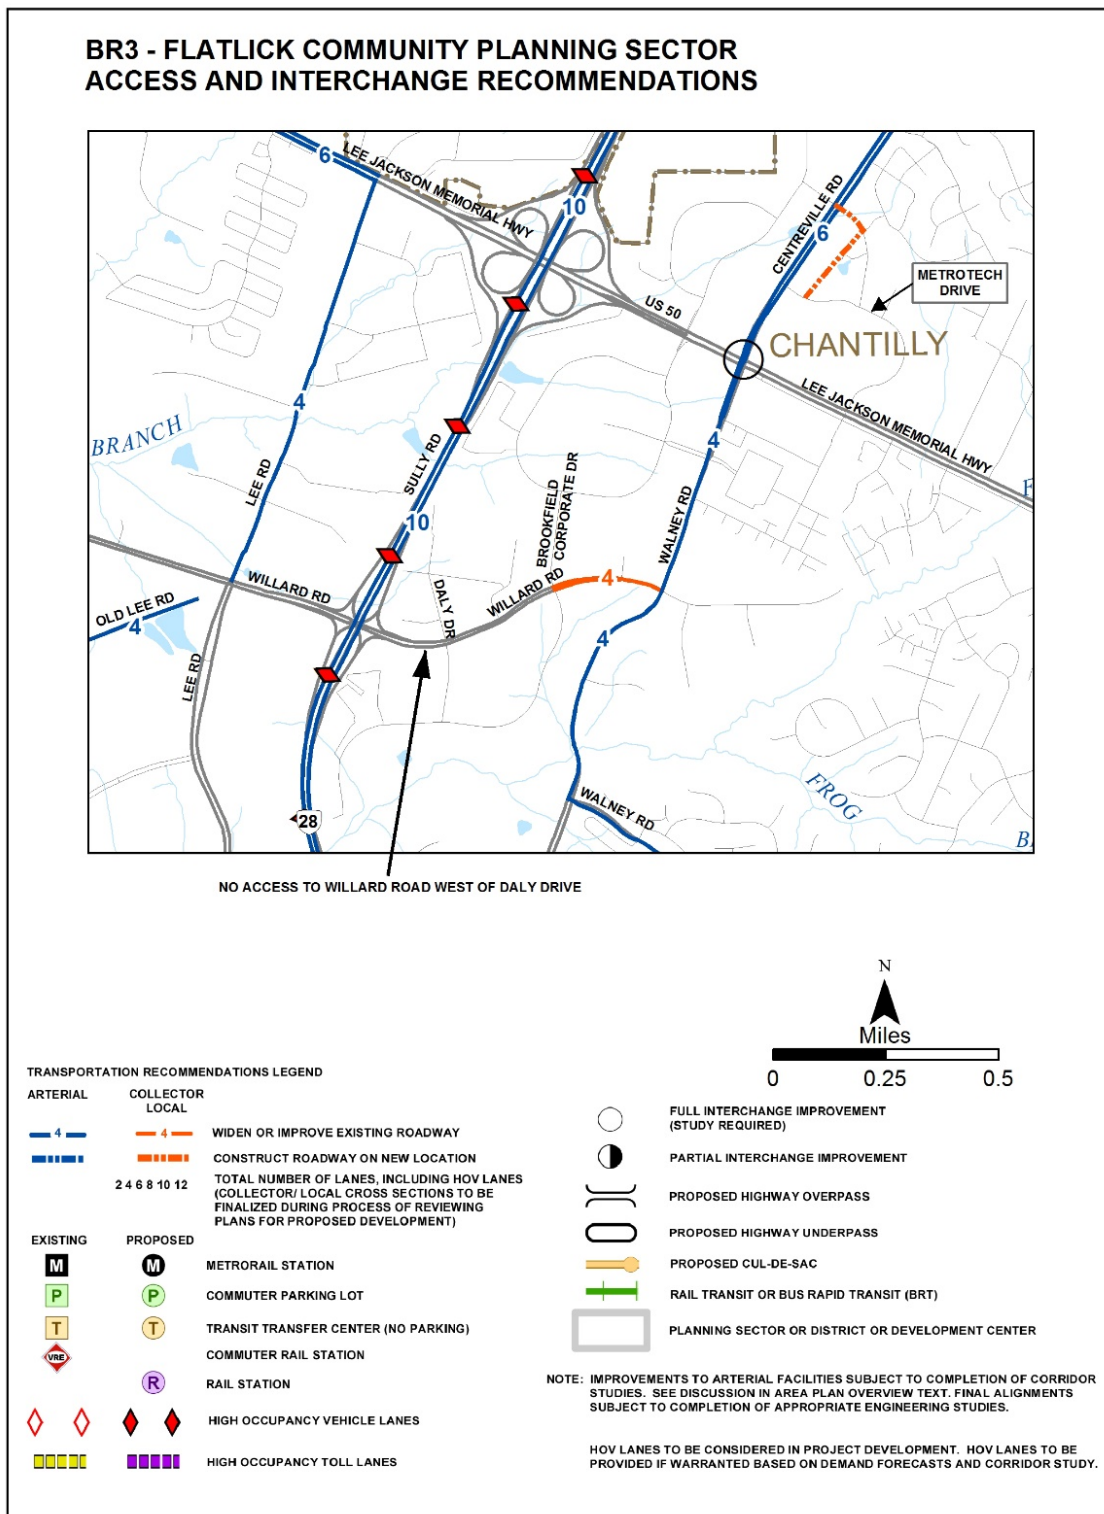 BR3 - FLATLICK COMMUNITY PLANNING SECTOR
ACCESS AND INTERCHANGE RECOMMENDATIONS
6
LEE JACKSON MEMORIAL HWY
10
CENTREVILLE RD
6
METROTECH
DRIVE
US 50
CHANTILLY
LEE JACKSON MEMORIAL HWY
4
BRANCH
LEE RD
SULLY RD
10
4
WALNEY RD
BROOKFIELD
CORPORATE DR
WILLARD RD
DALY DR
WILLARD RD
4
OLD LEE RD
4
LEE RD
4
28
WALNEY RD
FROG
NO ACCESS TO WILLARD ROAD WEST OF DALY DRIVE
N
Miles
0 0.25 0.5
TRANSPORTATION RECOMMENDATIONS LEGEND
ARTERIAL
COLLECTOR
LOCAL
4 4 WIDEN OR IMPROVE EXISTING ROADWAY
CONSTRUCT ROADWAY ON NEW LOCATION
2 4 6 8 10 12 TOTAL NUMBER OF LANES, INCLUDING HOV LANES
(COLLECTOR/ LOCAL CROSS SECTIONS TO BE
FINALIZED DURING PROCESS OF REVIEWING
PLANS FOR PROPOSED DEVELOPMENT)
EXISTING PROPOSED
M M METRORAIL STATION
P P COMMUTER PARKING LOT
T T TRANSIT TRANSFER CENTER (NO PARKING)
VRE COMMUTER RAIL STATION
R RAIL STATION
HIGH OCCUPANCY VEHICLE LANES
HIGH OCCUPANCY TOLL LANES
FULL INTERCHANGE IMPROVEMENT
(STUDY REQUIRED)
PARTIAL INTERCHANGE IMPROVEMENT
PROPOSED HIGHWAY OVERPASS
PROPOSED HIGHWAY UNDERPASS
PROPOSED CUL-DE-SAC
RAIL TRANSIT OR BUS RAPID TRANSIT (BRT)
PLANNING SECTOR OR DISTRICT OR DEVELOPMENT CENTER
NOTE: IMPROVEMENTS TO ARTERIAL FACILITIES SUBJECT TO COMPLETION OF CORRIDOR
STUDIES. SEE DISCUSSION IN AREA PLAN OVERVIEW TEXT. FINAL ALIGNMENTS
SUBJECT TO COMPLETION OF APPROPRIATE ENGINEERING STUDIES.
HOV LANES TO BE CONSIDERED IN PROJECT DEVELOPMENT. HOV LANES TO BE
PROVIDED IF WARRANTED BASED ON DEMAND FORECASTS AND CORRIDOR STUDY.